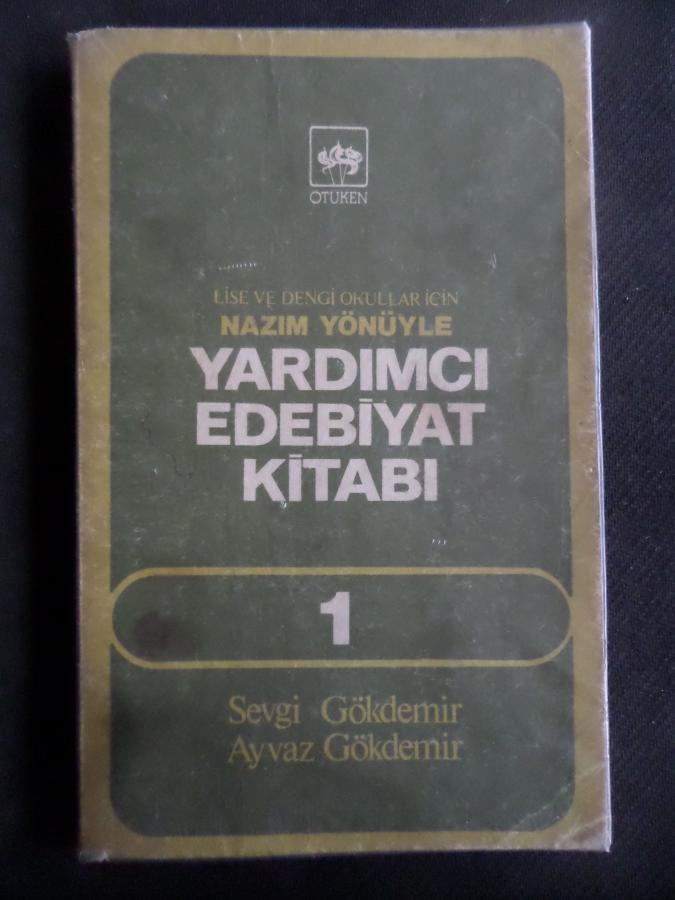 ÖTÜKEN
LİSE VE DENGİ OKULLAR İÇİN
NAZIM YÖNÜYLE
YARDIMCI
EDEBİYAT
KİTABI
1
Sevgi Gökdemir
Ayvaz Gökdemir